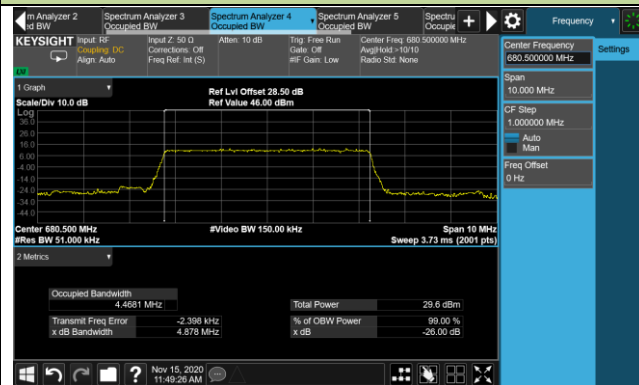 m Analyzer 2
ed BW
Spectrum Analyzer 3
Occupied BW
Spectrum Analyzer 4
Occupied BW
Spectrum Analyzer 5
Occupied BW
Spectru
Occupie
Frequency
KEYSIGHT
Input: RF
Coupling: DC
Align: Auto
Input Z: 50 Ω
Corrections: Off
Freq Ref: Int (S)
Atten: 10 dB
Trig: Free Run
Gate: Off
#IF Gain: Low
Center Freq: 680.500000 MHz
Avg|Hold:>10/10
Radio Std: None
Center Frequency
680.500000 MHz
Settings
Span
10.000 MHz
CF Step
1.000000 MHz
Auto
Man
Freq Offset
0 Hz
1 Graph
Scale/Div 10.0 dB
Ref Lvl Offset 28.50 dB
Ref Value 46.00 dBm
Log
36.0
26.0
16.0
6.00
-4.00
-14.0
-24.0
-34.0
-44.0
Center 680.500 MHz
#Res BW 51.000 kHz
#Video BW 150.00 kHz
Span 10 MHz
Sweep 3.73 ms (2001 pts)
2 Metrics
Occupied Bandwidth
4.4681 MHz
Total Power 29.6 dBm
Transmit Freq Error -2.398 kHz
% of OBW Power 99.00 %
x dB Bandwidth 4.878 MHz
x dB -26.00 dB
Nov 15, 2020
11:49:26 AM